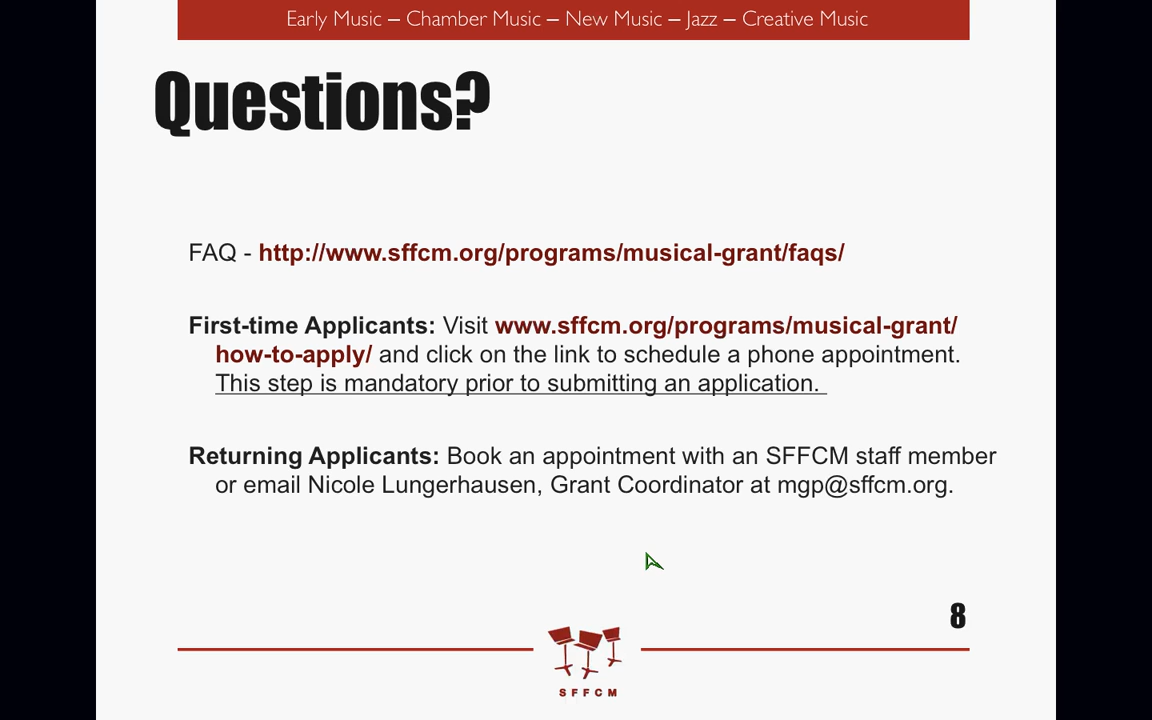 Early Music – Chamber Music – New Music – Jazz – Creative Music
Questions?
FAQ - http://www.sffcm.org/programs/musical-grant/faqs/
First-time Applicants: Visit www.sffcm.org/programs/musical-grant/
how-to-apply/ and click on the link to schedule a phone appointment.
This step is mandatory prior to submitting an application.
Returning Applicants: Book an appointment with an SFFCM staff member
or email Nicole Lungerhausen, Grant Coordinator at mgp@sffcm.org.
8
SFFCM